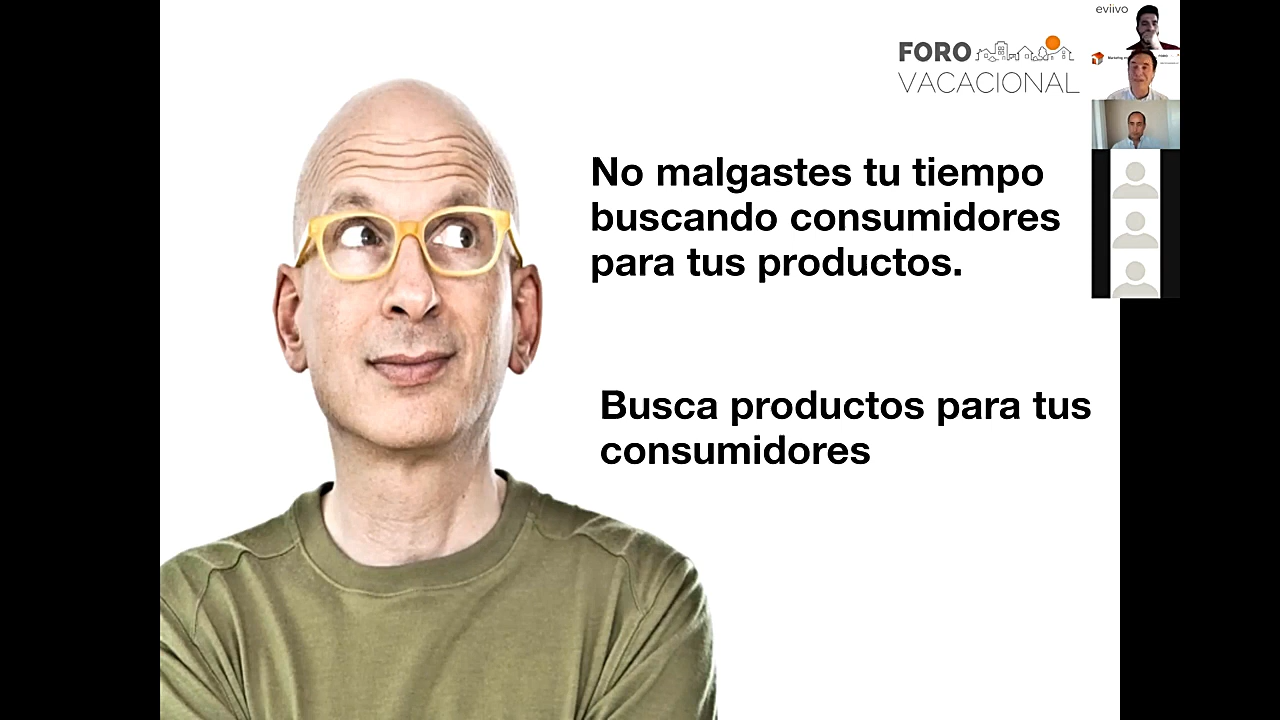 eviivo
FORO
VACACIONAL
No malgastes tu tiempo
buscando consumidores
para tus productos.
Busca productos para tus
consumidores